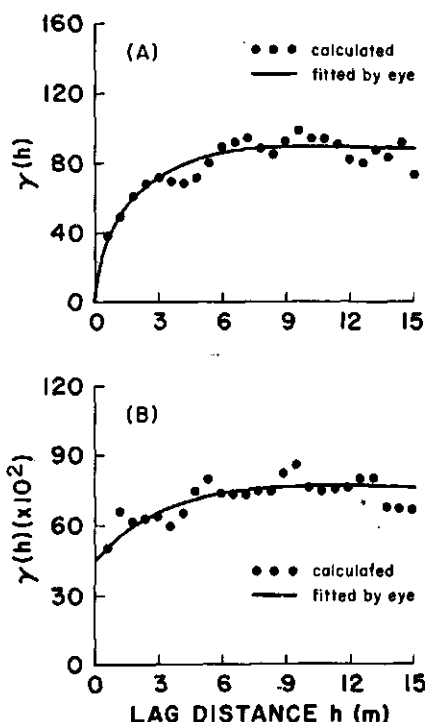 (A)
● ● ● calculated
— fitted by eye
γ(h)
160
120
80
40
0
0 3 6 9 12 15
(B)
γ(h)(x10²)
120
90
60
30
0
● ● ● calculated
— fitted by eye
0 3 6 9 12 15
LAG DISTANCE h (m)